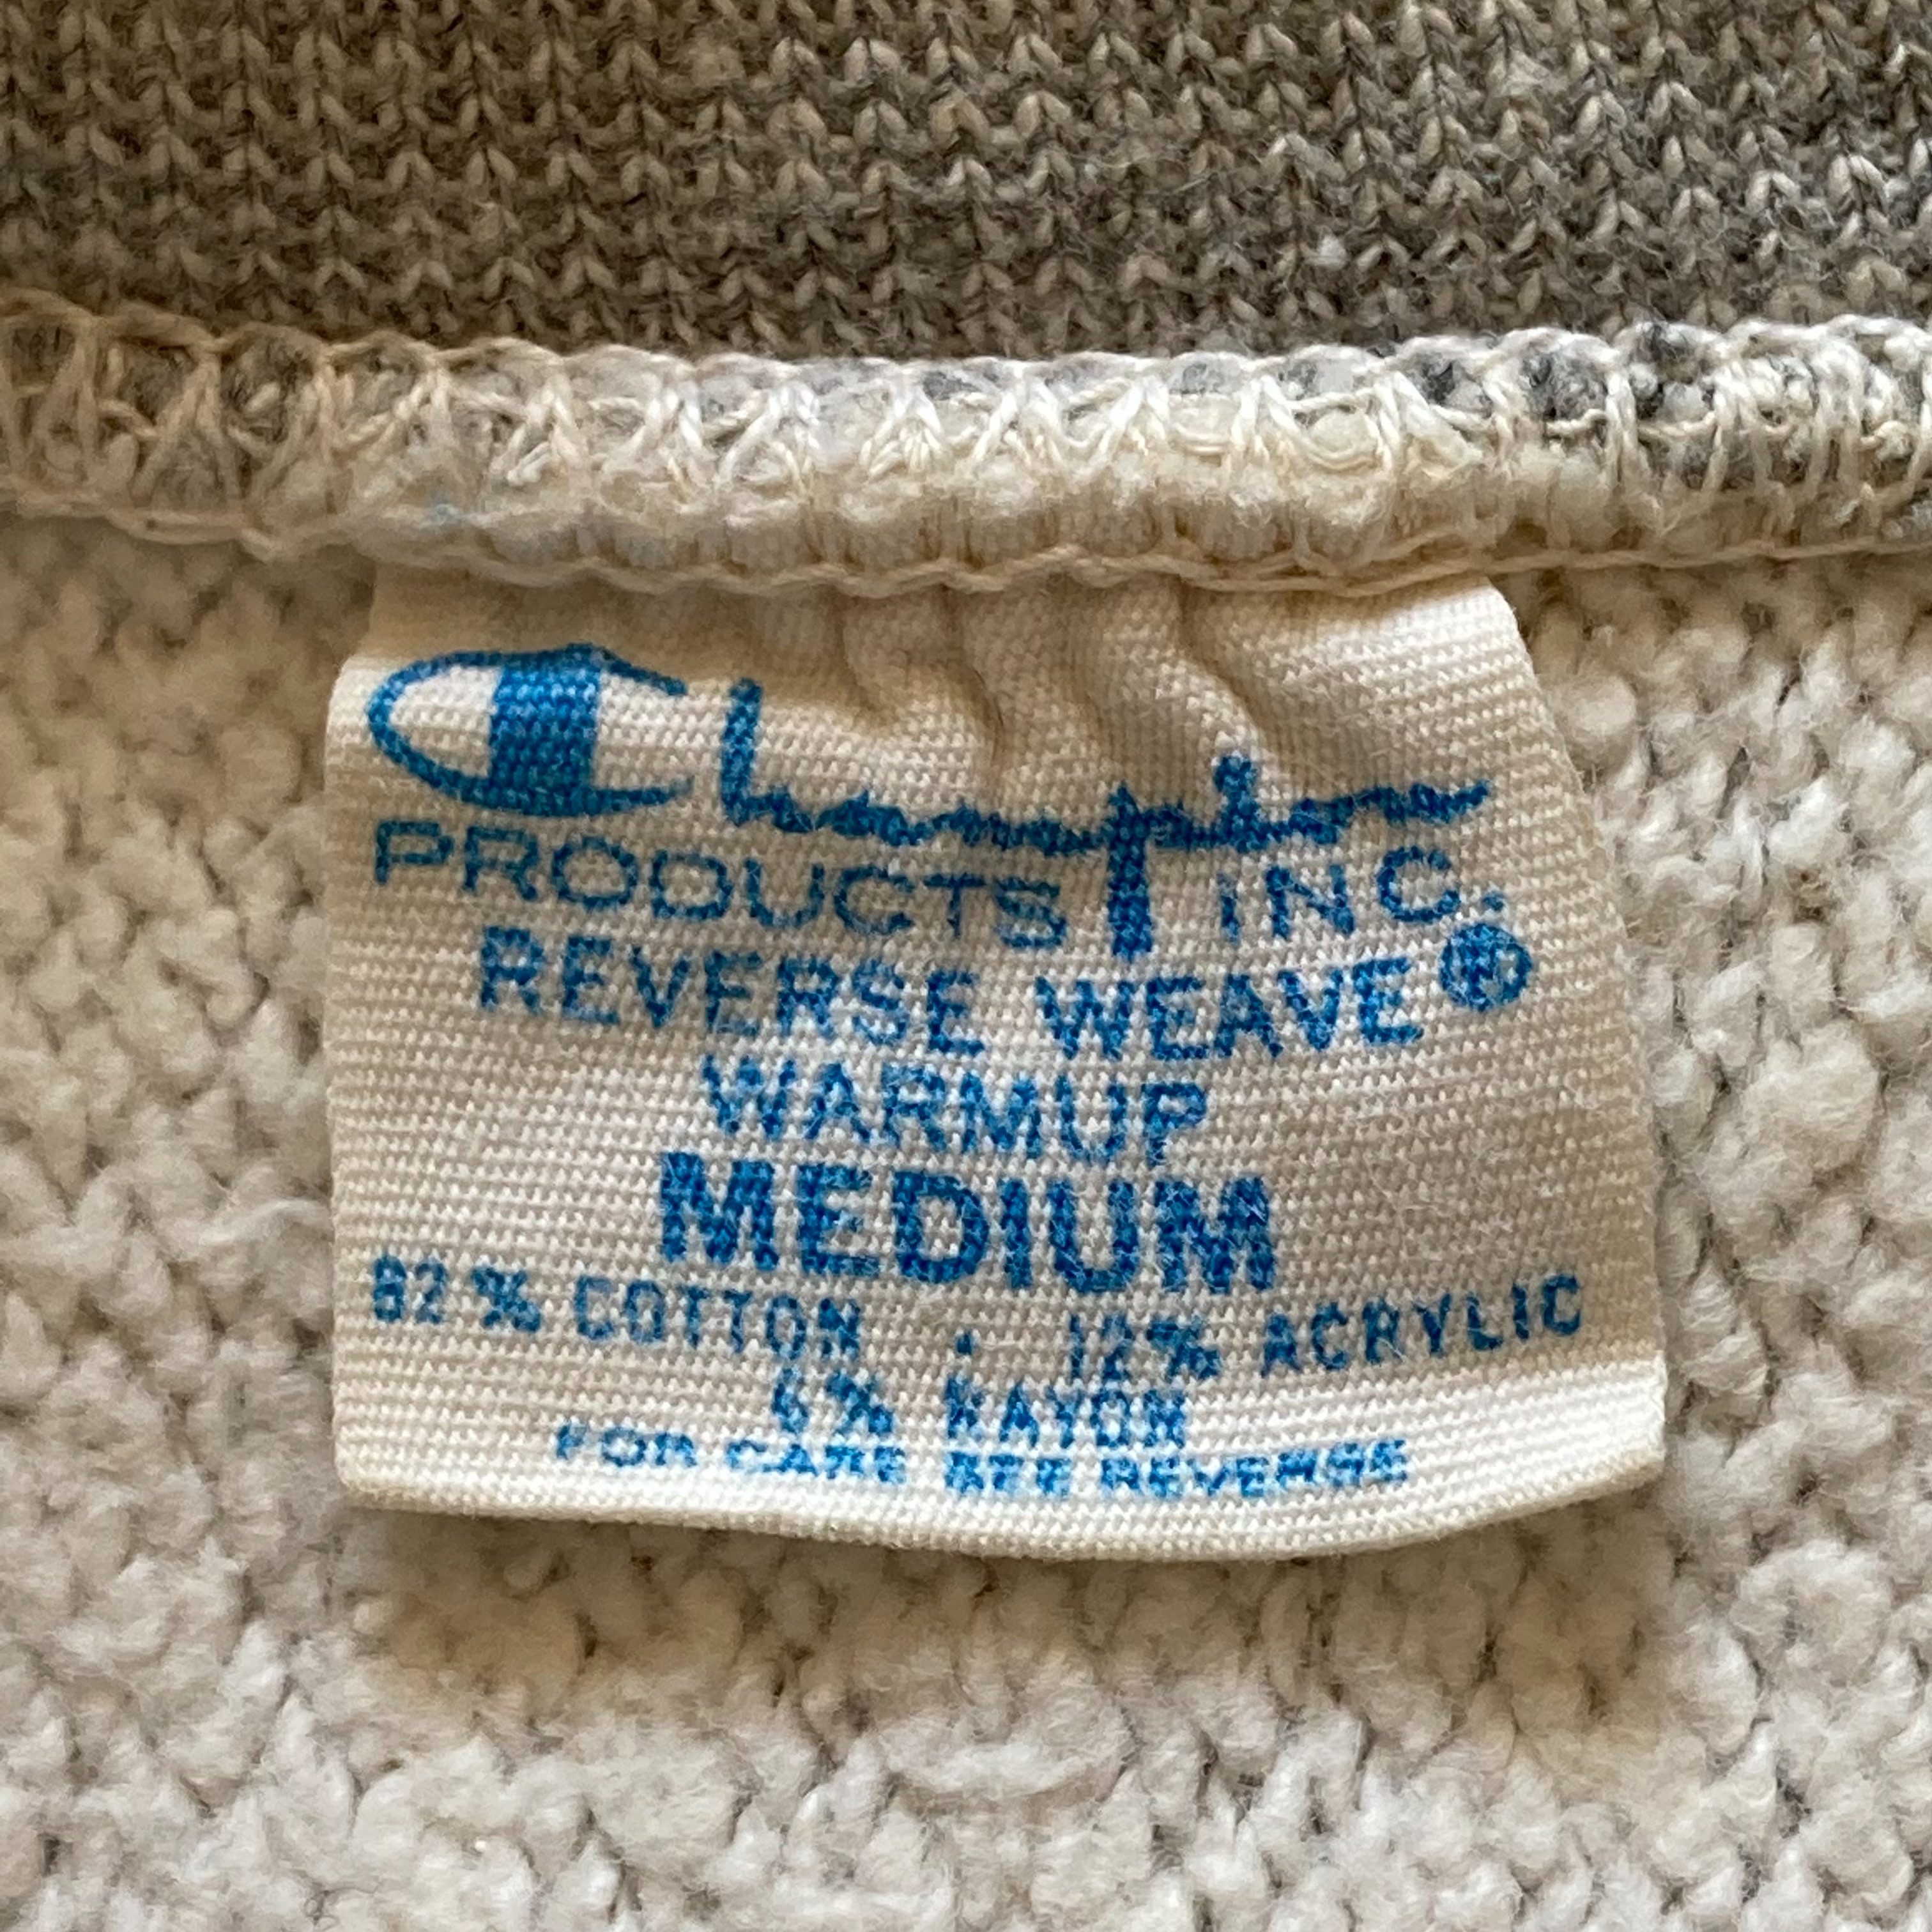 Champion
PRODUCTS INC.
REVERSE WEAVE®
WARMUP
MEDIUM
82% COTTON · 12% ACRYLIC
6% RAYON
FOR CARE SEE REVERSE